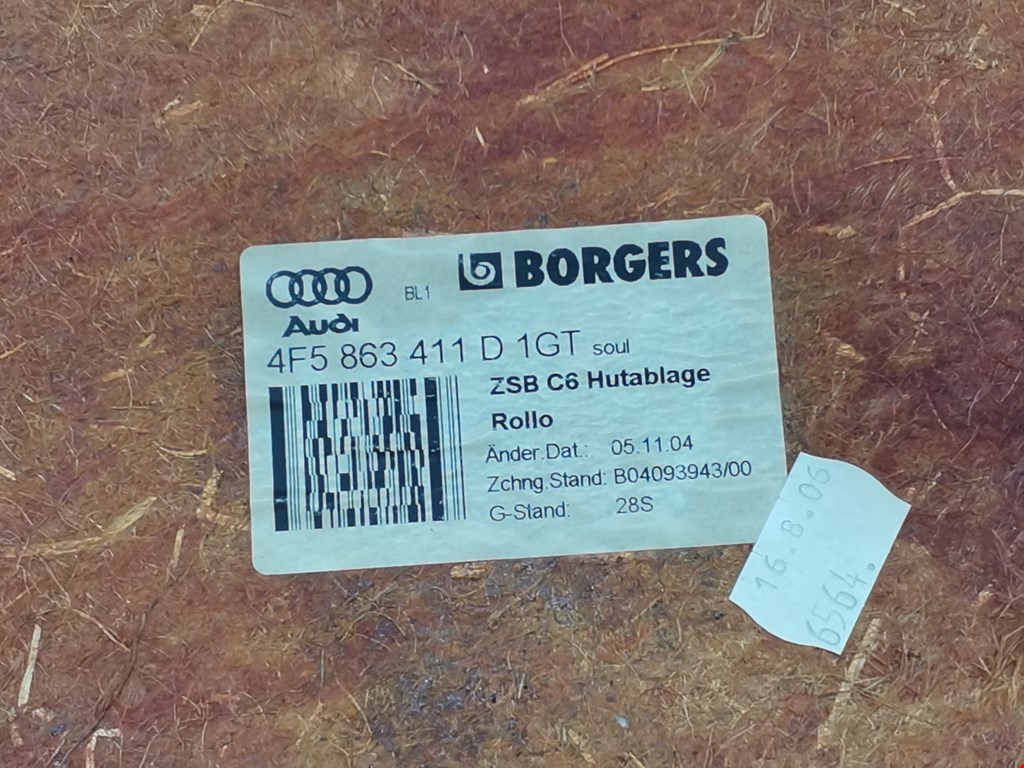 BORGERS
BL1
Audi
4F5 863 411 D 1GT soul
ZSB C6 Hutablage
Rollo
Änder.Dat.: 05.11.04
Zchng.Stand: B04093943/00
G-Stand: 28S
16.8.06
6564.